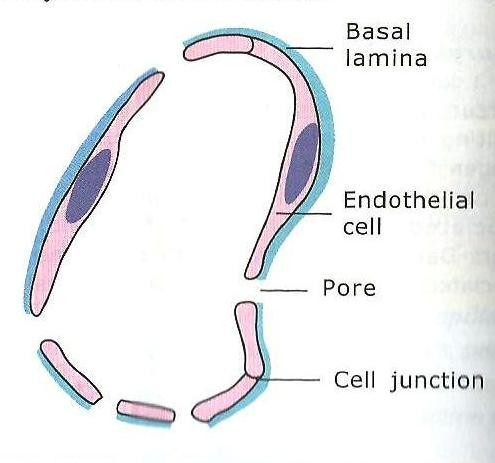 Basal
lamina
Endothelial
cell
Pore
Cell junction